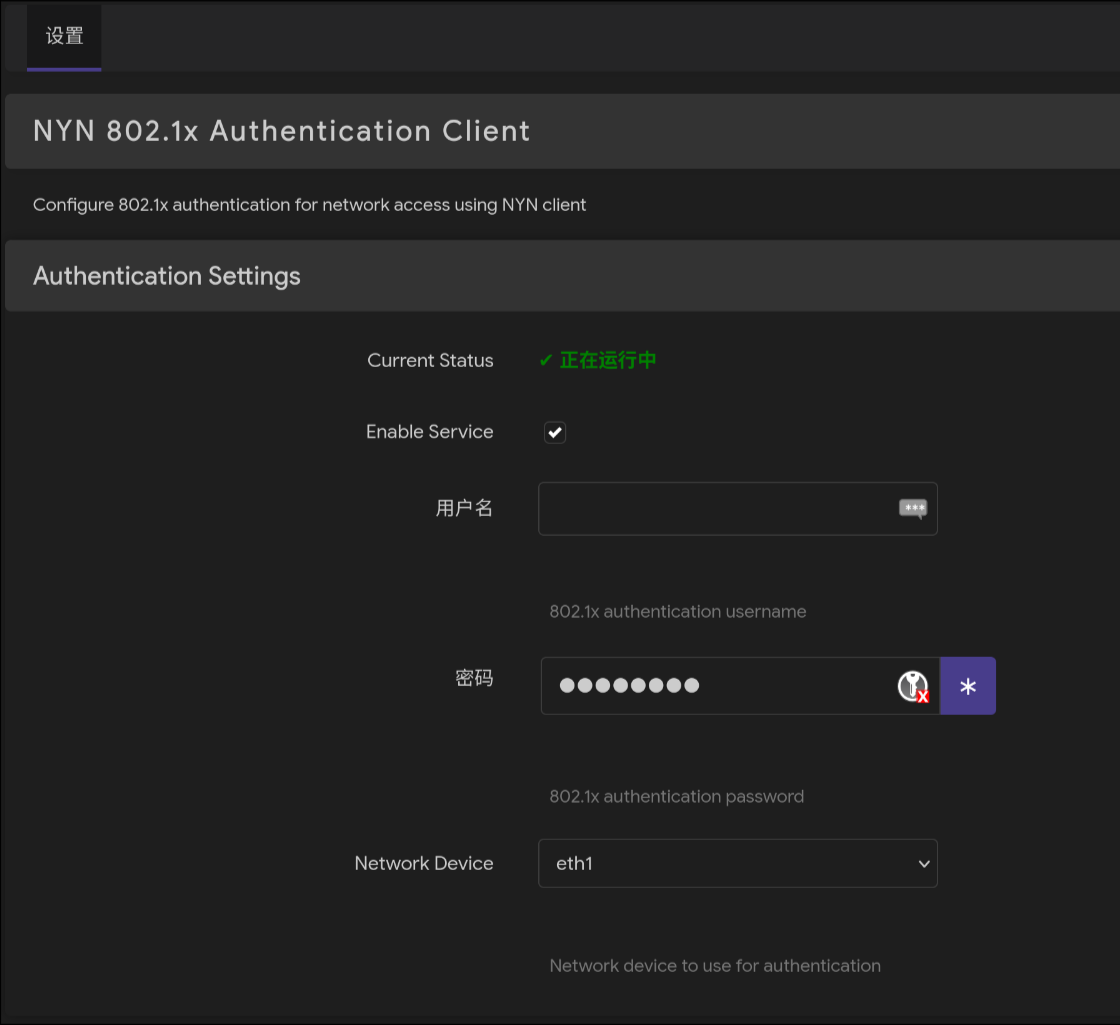 设置
NYN 802.1x Authentication Client
Configure 802.1x authentication for network access using NYN client
Authentication Settings
Current Status ✔ 正在运行中
Enable Service
用户名
802.1x authentication username
密码 ●●●●●●●● *
802.1x authentication password
Network Device eth1
Network device to use for authentication